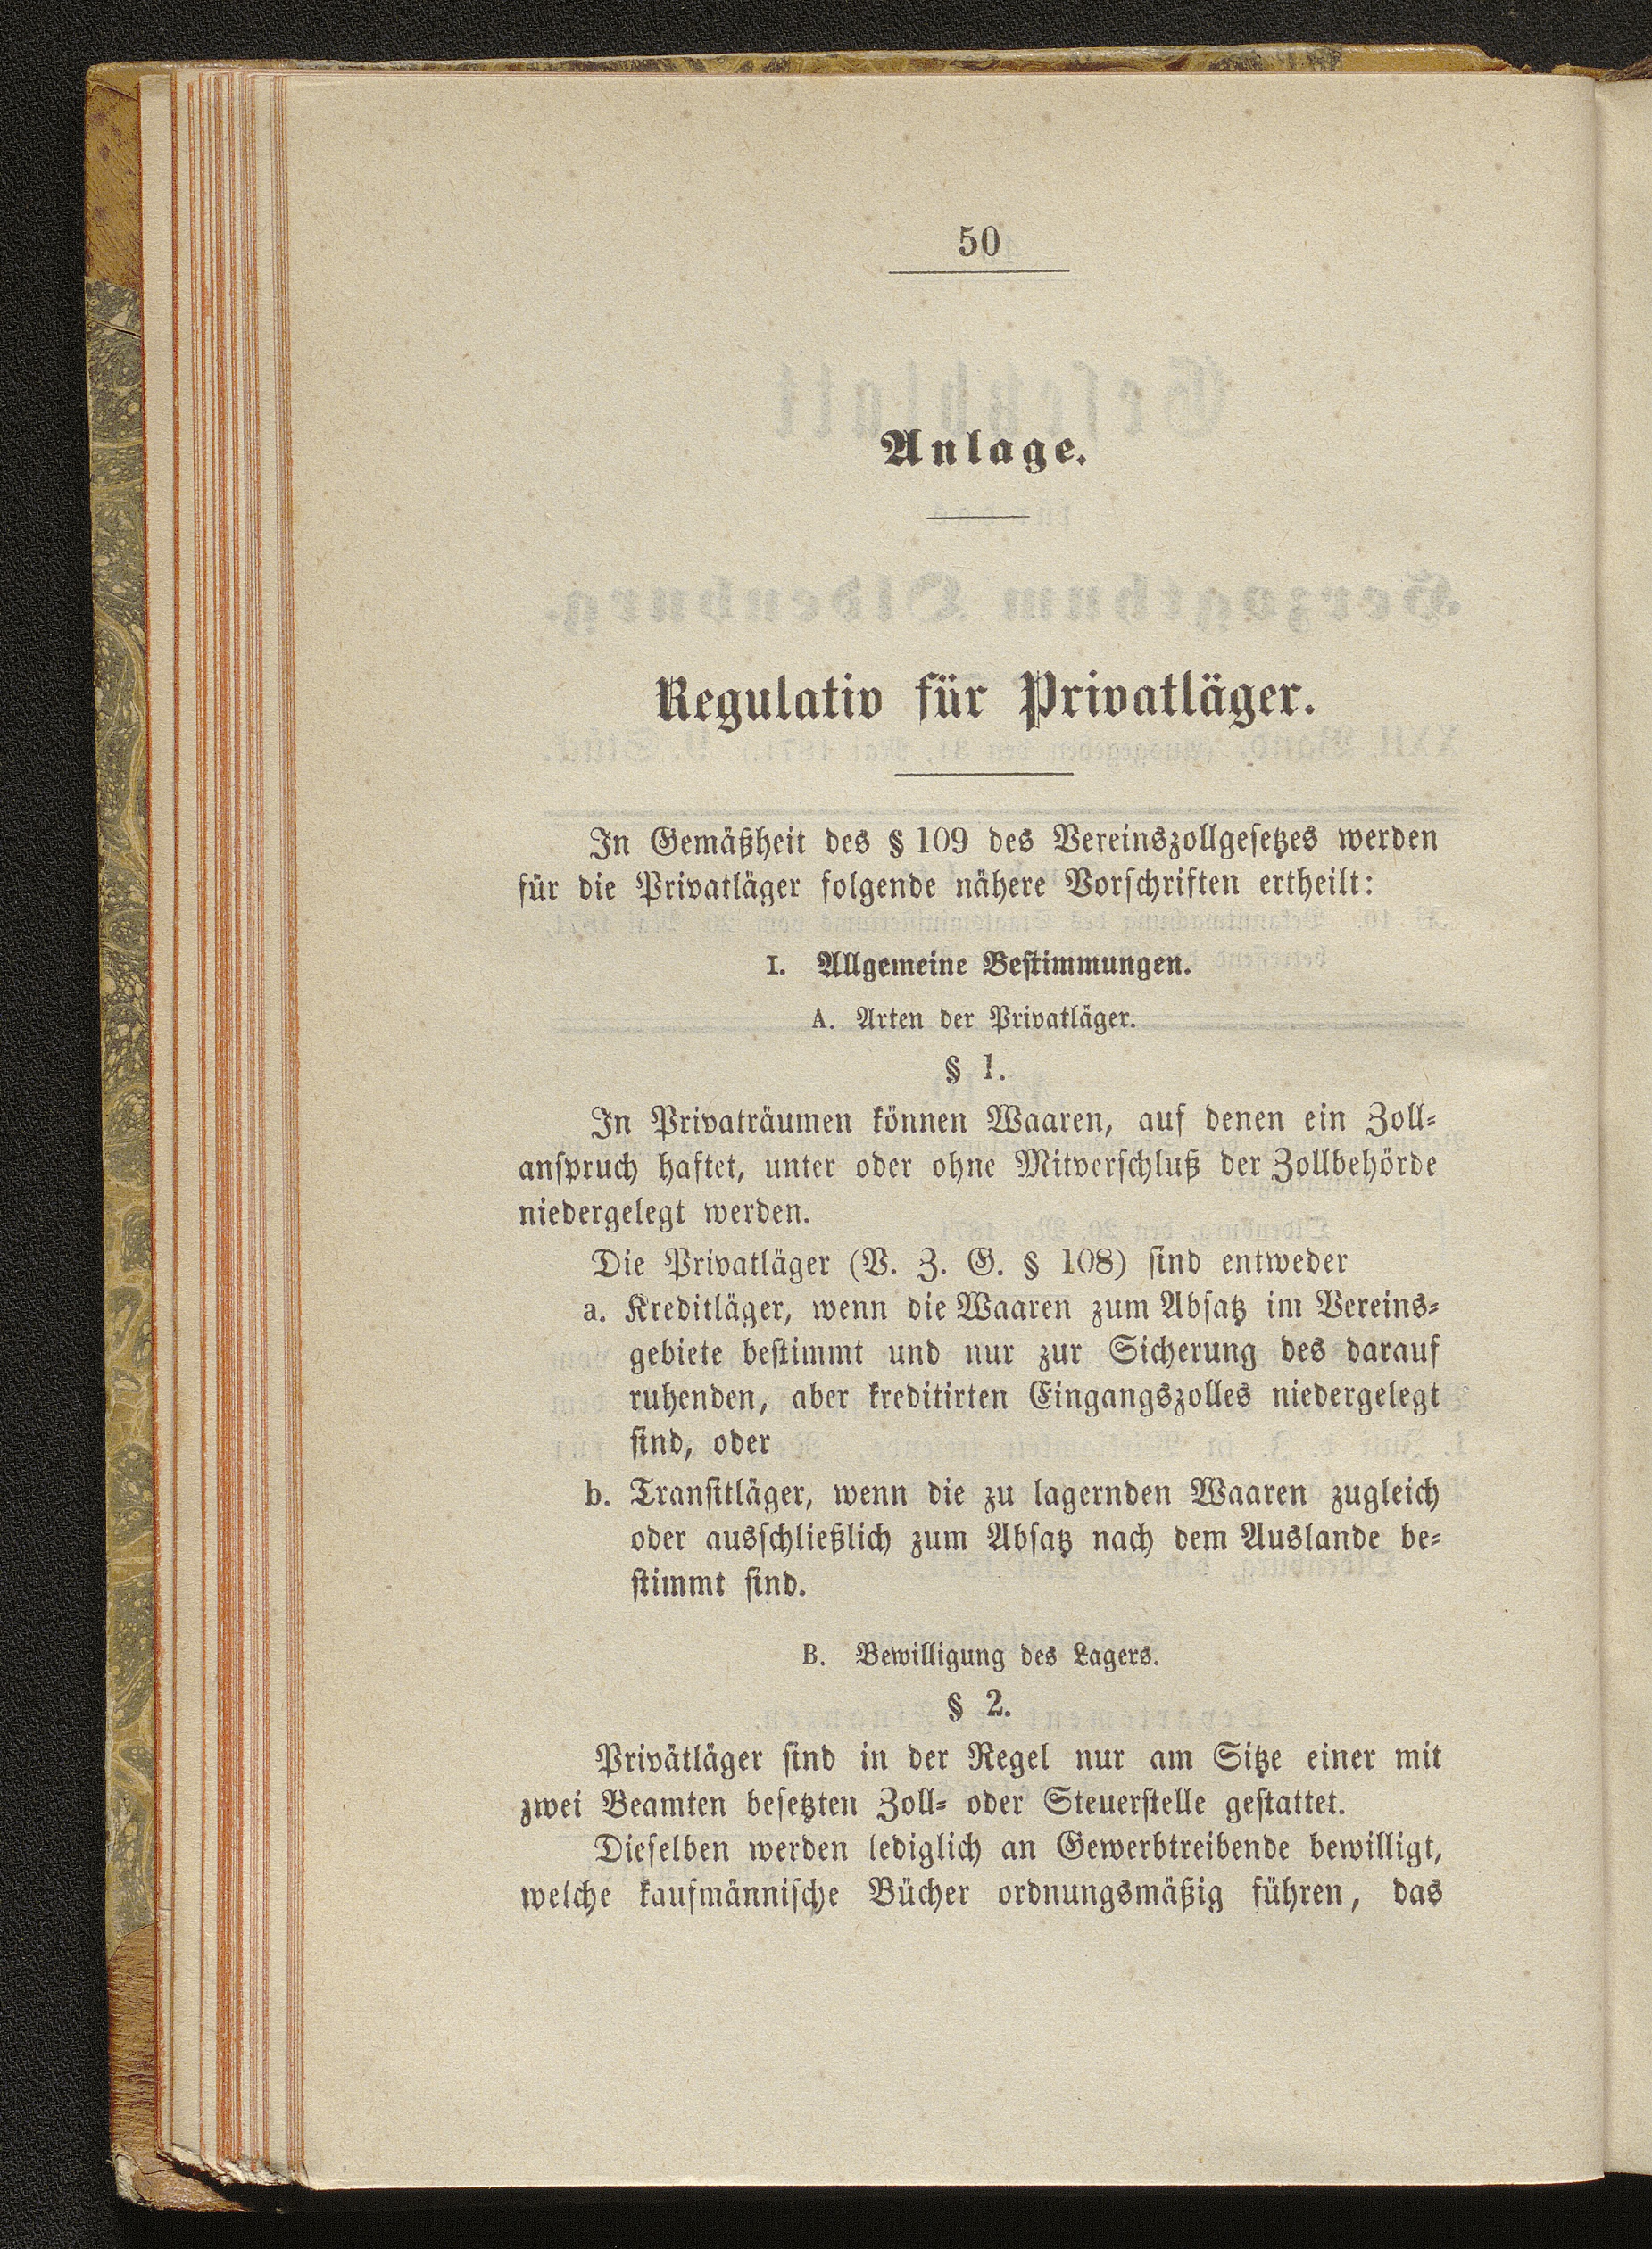 50
Anlage.
Regulativ für Privatläger.
In Gemäßheit des § 109 des Vereinszollgesetzes werden
für die Privatläger folgende nähere Vorschriften ertheilt:
I. Allgemeine Bestimmungen.
A. Arten der Privatläger.
§ 1.
In Privaträumen können Waaren, auf denen ein Zoll-
anspruch haftet, unter oder ohne Mitverschluß der Zollbehörde
niedergelegt werden.
Die Privatläger (V. Z. G. § 108) sind entweder
a. Kreditläger, wenn die Waaren zum Absatz im Vereins-
gebiete bestimmt und nur zur Sicherung des darauf
ruhenden, aber kreditirten Eingangszolles niedergelegt
sind, oder
b. Transitläger, wenn die zu lagernden Waaren zugleich
oder ausschließlich zum Absatz nach dem Auslande be-
stimmt sind.
B. Bewilligung des Lagers.
§ 2.
Privätläger sind in der Regel nur am Sitze einer mit
zwei Beamten besetzten Zoll- oder Steuerstelle gestattet.
Dieselben werden lediglich an Gewerbtreibende bewilligt,
welche kaufmännische Bücher ordnungsmäßig führen, das